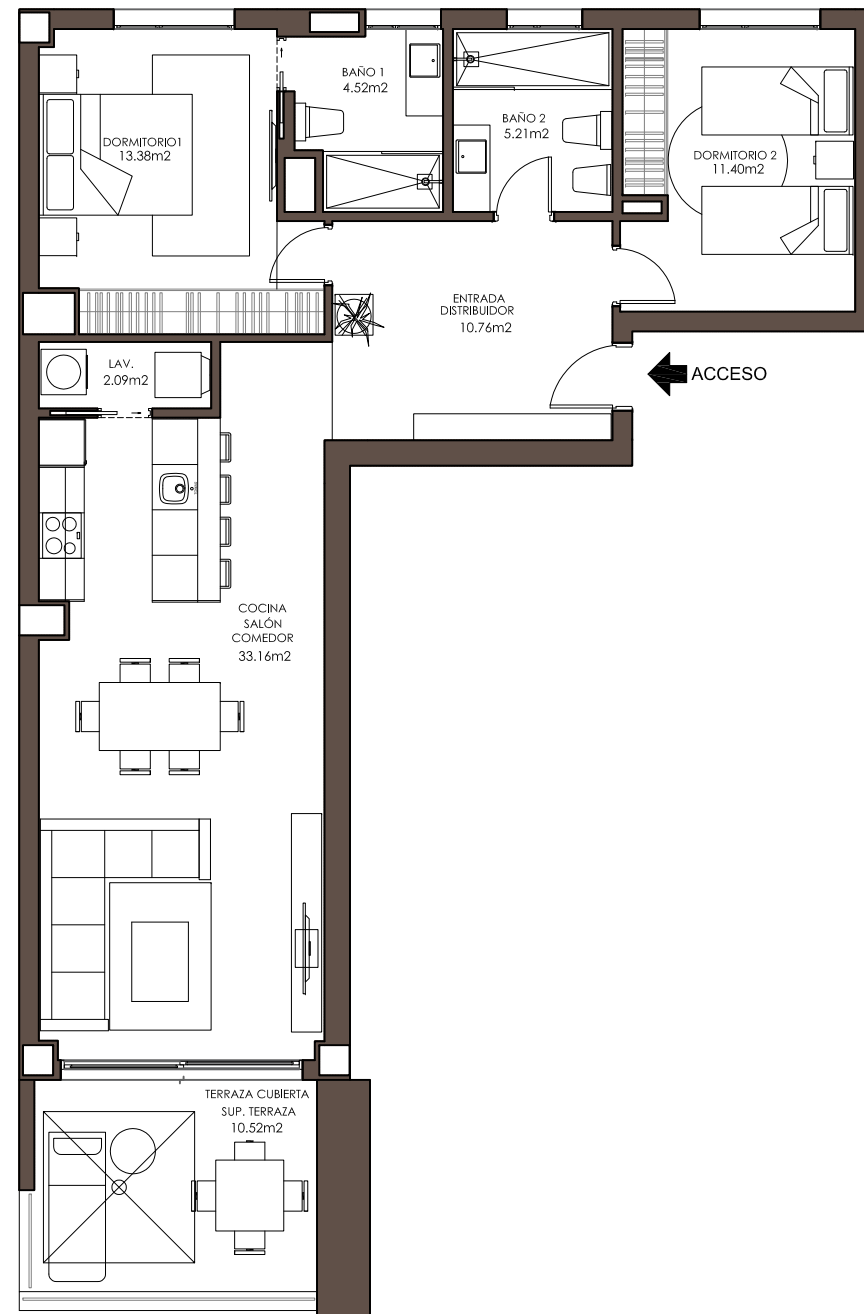 BAÑO 1
4.52m2
BAÑO 2
5.21m2
DORMITORIO1
13.38m2
DORMITORIO 2
11.40m2
ENTRADA
DISTRIBUIDOR
10.76m2
LAV.
2.09m2
ACCESO
COCINA
SALÓN
COMEDOR
33.16m2
TERRAZA CUBIERTA
SUP. TERRAZA
10.52m2